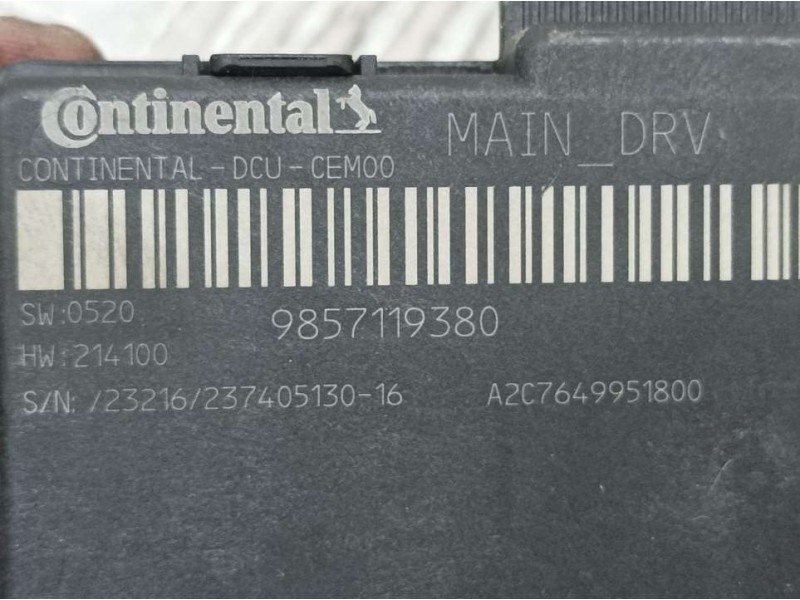 Continental
MAIN_DRV
CONTINENTAL-DCU-CEM00
SW:0520
9857119380
HW:214100
S/N: /23216/237405130-16
A2C7649951800